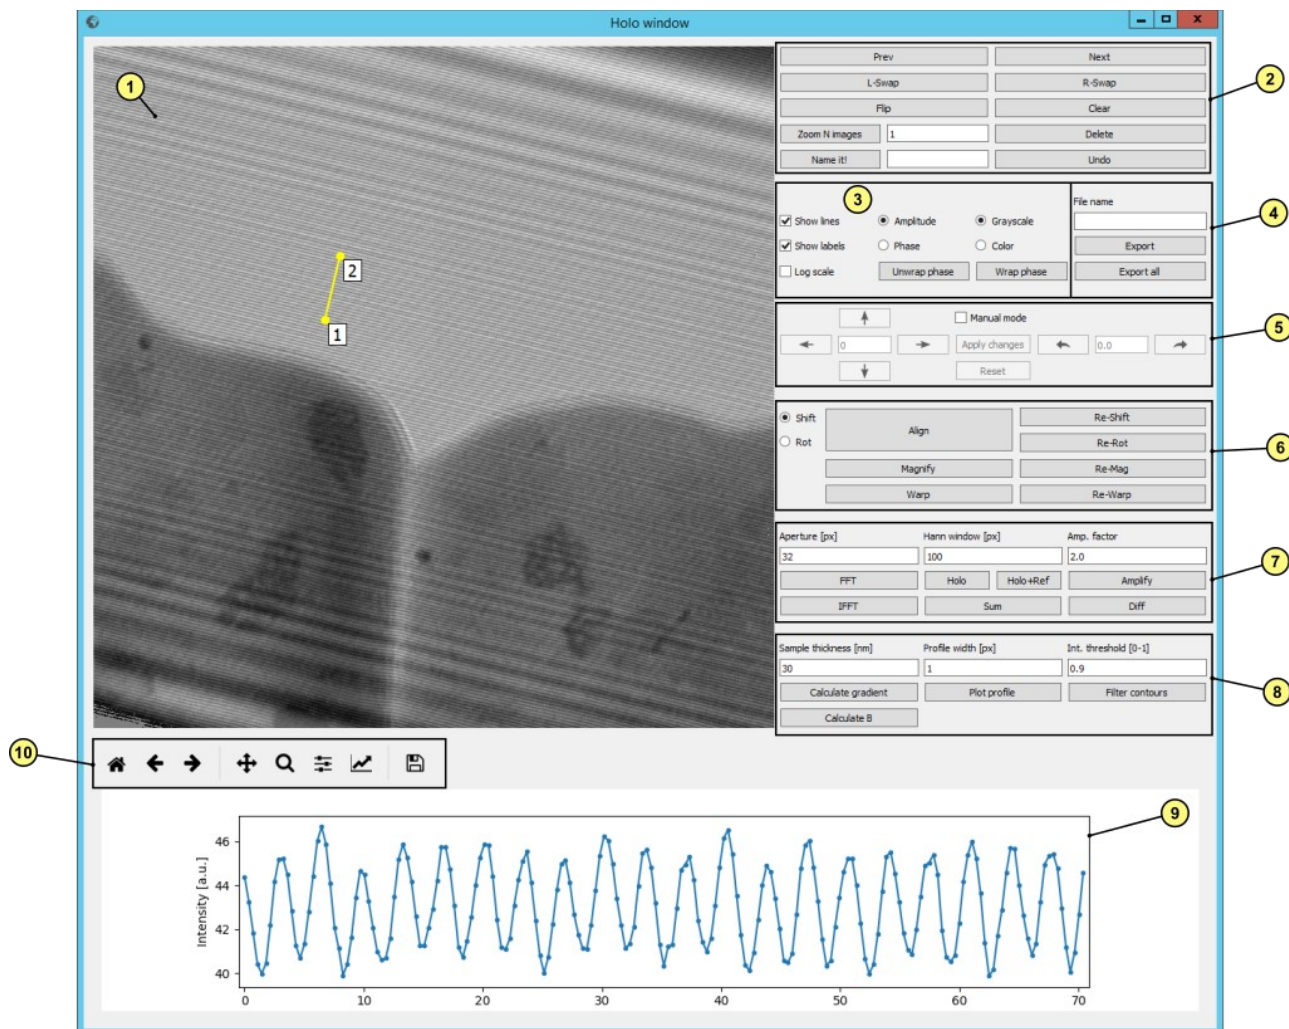 Holo window
1
2
1
Prev
Next
2
L-Swap
R-Swap
Flip
Clear
Zoom N images
1
Delete
Name it!
Undo
3
Show lines
Amplitude
Grayscale
Show labels
Phase
Color
Log scale
Unwrap phase
Wrap phase
File name
Export
Export all
4
Manual mode
0
Apply changes
0.0
Reset
5
Shift
Rot
Align
Re-Shift
Re-Rot
Magnify
Re-Mag
Warp
Re-Warp
6
Aperture [px]
Hann window [px]
Amp. factor
32
100
2.0
FFT
Holo
Holo+Ref
Amplify
IFFT
Sum
Diff
7
Sample thickness [nm]
Profile width [px]
Int. threshold [0-1]
30
1
0.9
Calculate gradient
Plot profile
Filter contours
Calculate B
8
10
9
Intensity [a.u.]
46
44
42
40
0 10 20 30 40 50 60 70